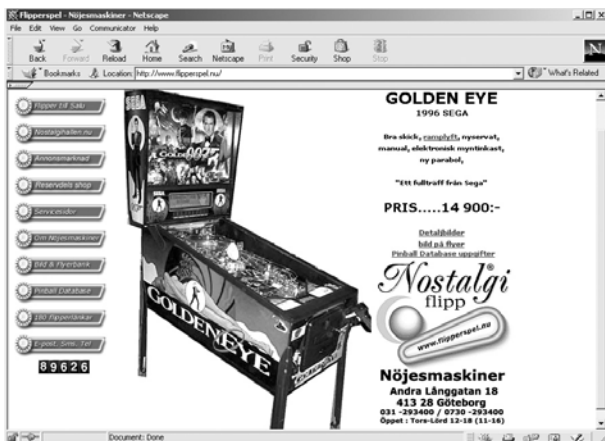 Flipperspel - Nöjesmaskiner - Netscape
File Edit View Go Communicator Help
Back Forward Reload Home Search Netscape Print Security Shop Stop
N
Bookmarks Location: http://www.flipperspel.nu/ What's Related
Flipper till Salu
Nostalgihallen.nu
Annonsmarknad
Reservdels shop
Servicesidor
Om Nöjesmaskiner
Bild & Flyerbank
Pinball Database
180 flipperlänkar
E-post, Sms, Tel
89626
SEGA
GOLDENEYE
007
SEGA
SEGA
GOLDENEYE
GOLDENEYE
GOLDEN EYE
1996 SEGA
Bra skick, ramplyft, nyservat,
manual, elektronisk myntinkast,
ny parabol,
"Ett fullträff från Sega"
PRIS.....14 900:-
Detaljbilder
bild på flyer
Pinball Database uppgifter
Nostalgi®
flipp
www.flipperspel.nu
Nöjesmaskiner
Andra Långgatan 18
413 28 Göteborg
031 -293400 / 0730 -293400
Öppet : Tors-Lörd 12-18 (11-16)
Document: Done